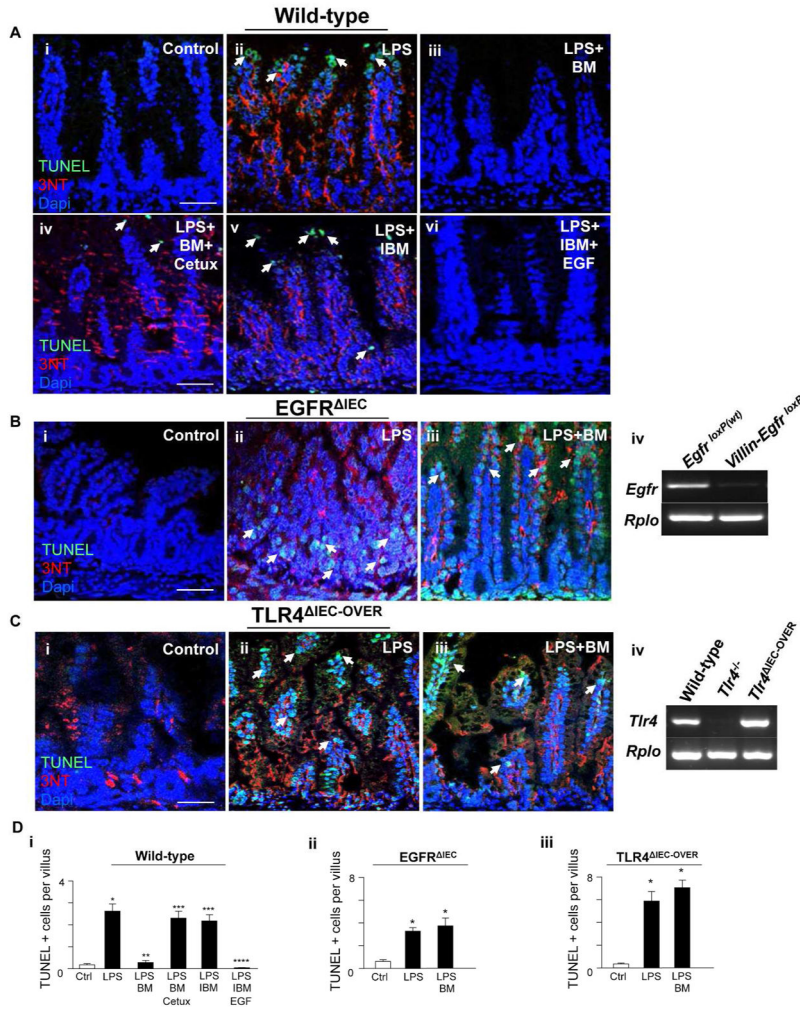 Wild-type
A
i
Control
TUNEL
3NT
Dapi
ii
LPS
iii
LPS+
BM
iv
LPS+
BM+
Cetux
TUNEL
3NT
Dapi
v
LPS+
IBM
vi
LPS+
IBM+
EGF
B
EGFRΔIEC
i
Control
TUNEL
3NT
Dapi
ii
LPS
iii
LPS+BM
iv
Egfr loxP(wt)
Villin-Egfr loxP
Egfr
Rplo
C
TLR4ΔIEC-OVER
i
Control
TUNEL
3NT
Dapi
ii
LPS
iii
LPS+BM
iv
Wild-type
Tlr4-/-
Tlr4ΔIEC-OVER
Tlr4
Rplo
D
i
Wild-type
TUNEL + cells per villus
4
2
0
*
**
***
***
****
Ctrl
LPS
LPS BM
LPS BM Cetux
LPS IBM
LPS IBM EGF
ii
EGFRΔIEC
TUNEL + cells per villus
8
4
0
*
*
Ctrl
LPS
LPS BM
iii
TLR4ΔIEC-OVER
TUNEL + cells per villus
8
4
0
*
*
Ctrl
LPS
LPS BM